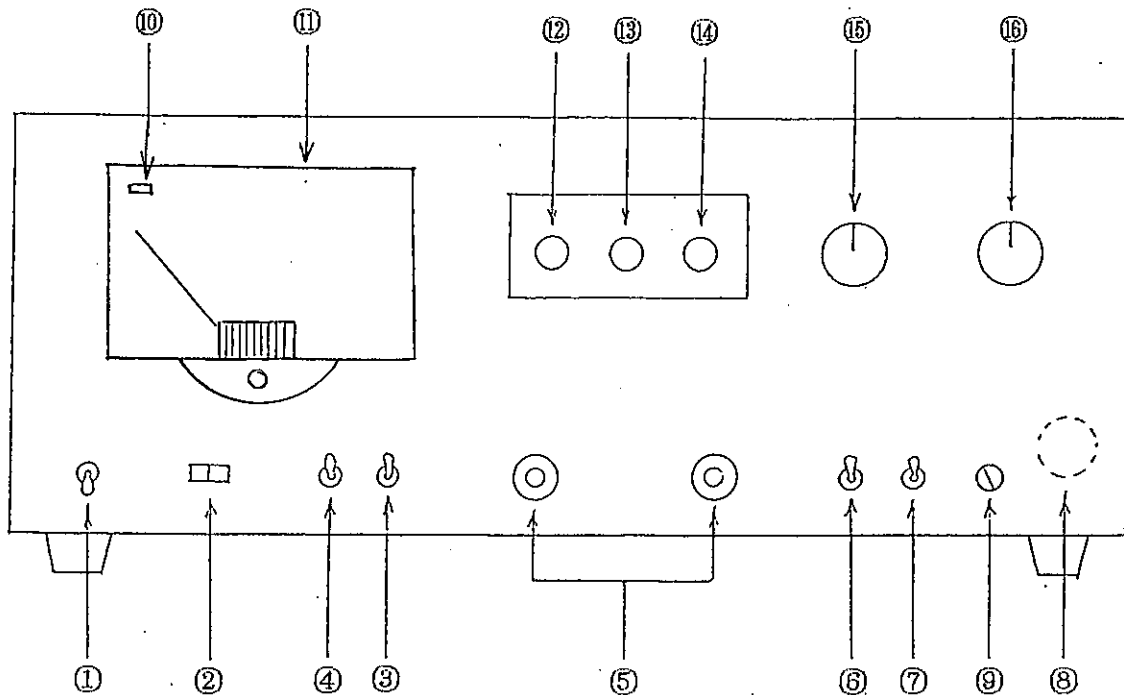 ⑩ ⑪ ⑫ ⑬ ⑭ ⑮ ⑯
① ② ④ ③ ⑤ ⑥ ⑦ ⑨ ⑧